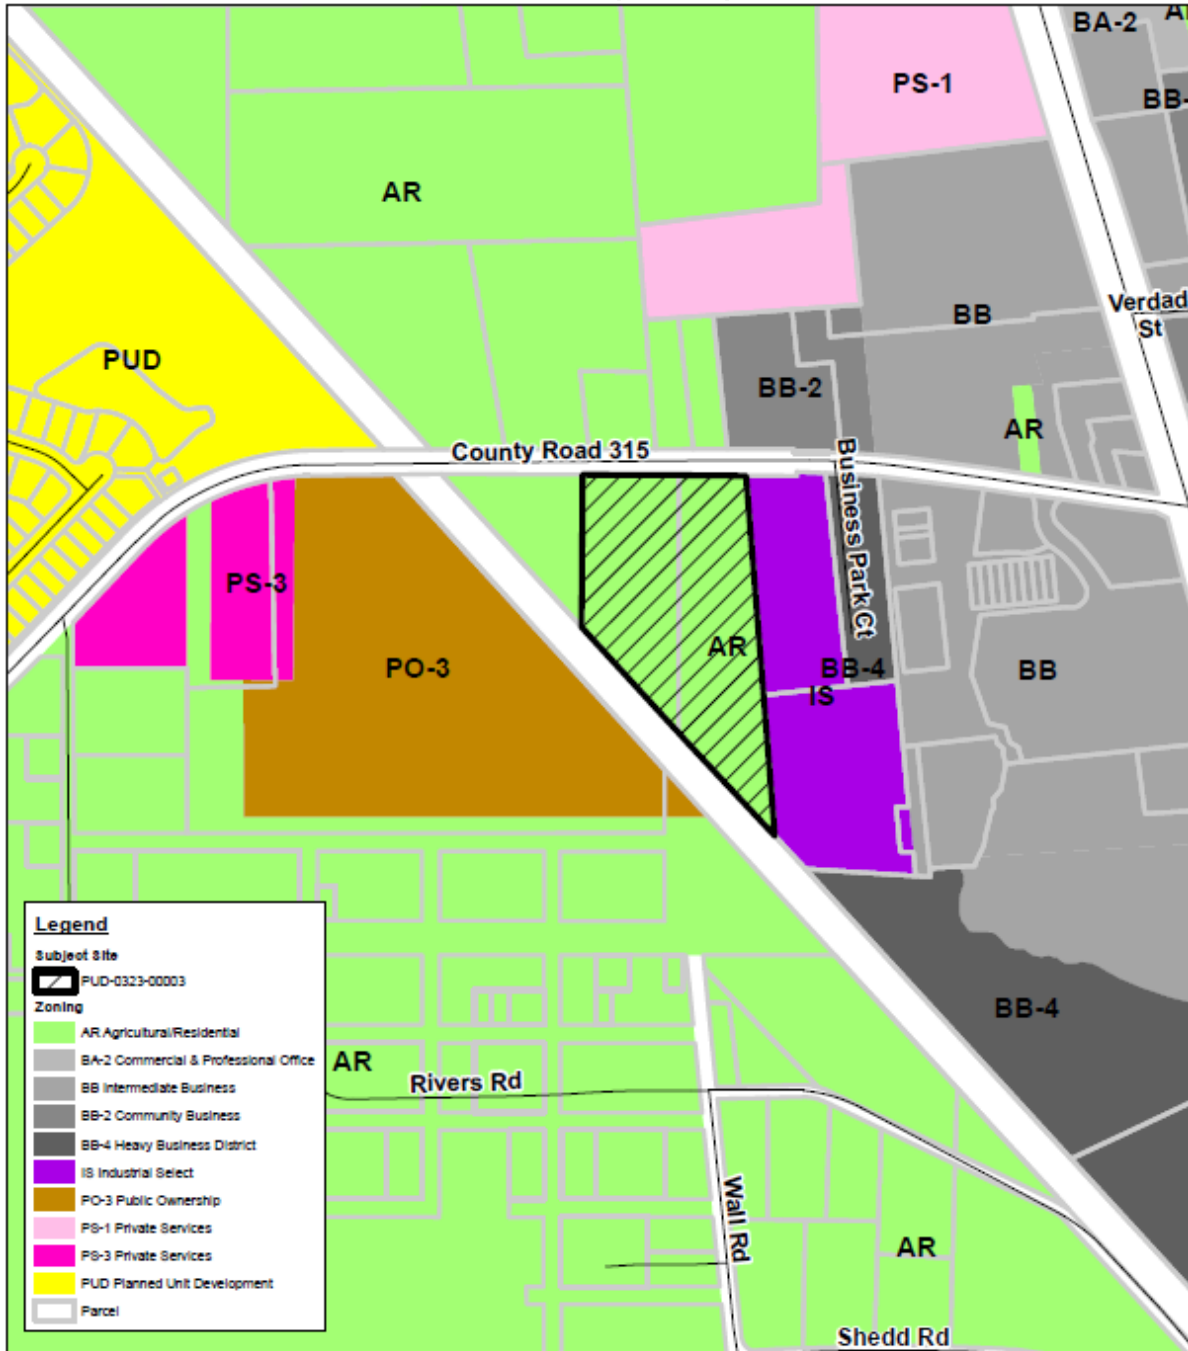 BA-2
A
PS-1
BB-
AR
Verdad
St
BB
PUD
BB-2
AR
County Road 315
Business Park Ct
PS-3
AR
PO-3
BB-4
IS
BB
BB-4
AR
Rivers Rd
Wall Rd
AR
Shedd Rd
Legend
Subject Site
PUD-0323-00003
Zoning
AR Agricultural/Residential
BA-2 Commercial & Professional Office
BB Intermediate Business
BB-2 Community Business
BB-4 Heavy Business District
IS Industrial Select
PO-3 Public Ownership
PS-1 Private Services
PS-3 Private Services
PUD Planned Unit Development
Parcel